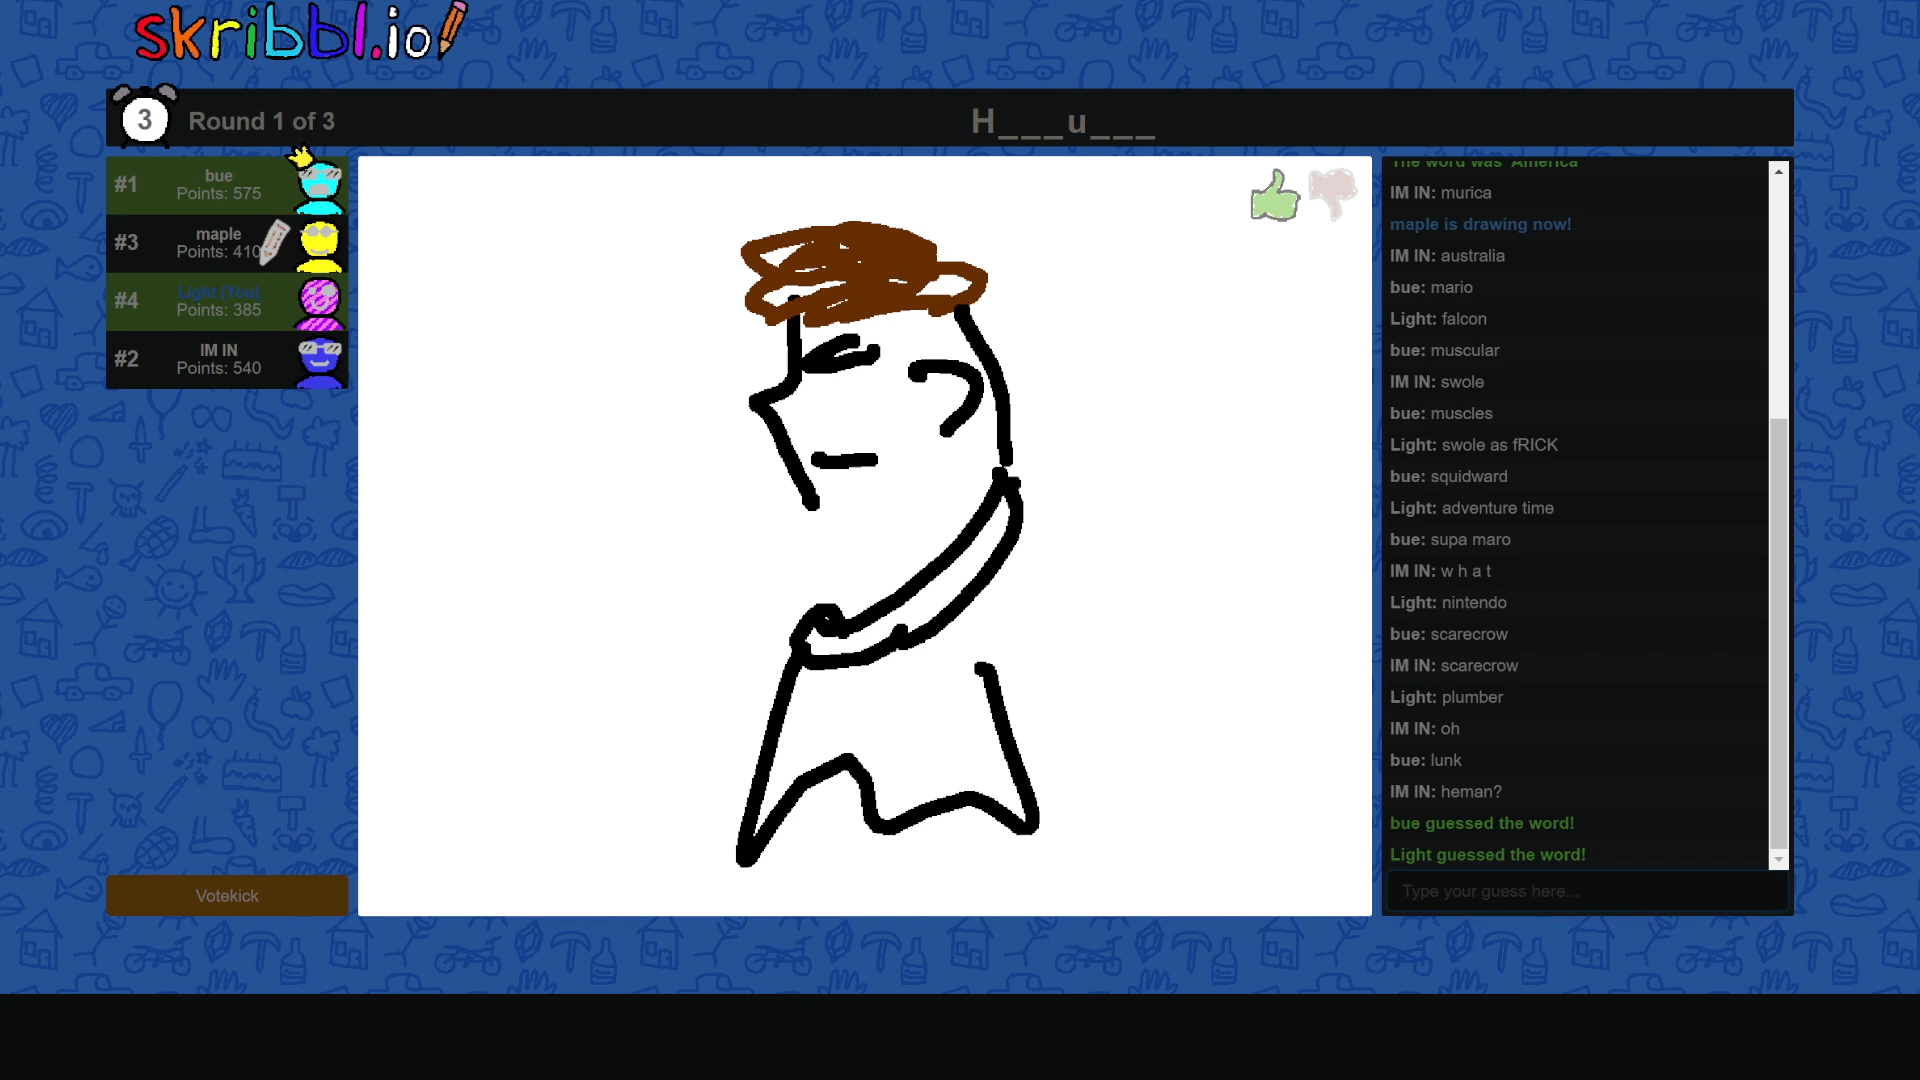 skribbl.io
3
Round 1 of 3
H___u___
#1
bue
Points: 575
#3
maple
Points: 410
#4
Light (You)
Points: 385
#2
IM IN
Points: 540
Votekick
The word was 'America'
IM IN: murica
maple is drawing now!
IM IN: australia
bue: mario
Light: falcon
bue: muscular
IM IN: swole
bue: muscles
Light: swole as fRICK
bue: squidward
Light: adventure time
bue: supa maro
IM IN: w h a t
Light: nintendo
bue: scarecrow
IM IN: scarecrow
Light: plumber
IM IN: oh
bue: lunk
IM IN: heman?
bue guessed the word!
Light guessed the word!
Type your guess here...